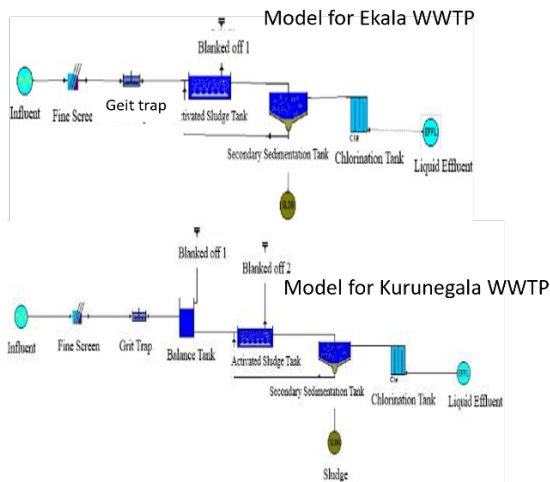 Model for Ekala WWTP
Blanked off 1
Influent
Fine Scree
Geit trap
tivated Sludge Tank
Secondary Sedimentation Tank
Chlorination Tank
Liquid Effluent
Model for Kurunegala WWTP
Blanked off 1
Blanked off 2
Influent
Fine Screen
Grit Trap
Balance Tank
Activated Sludge Tank
Secondary Sedimentation Tank
Chlorination Tank
Liquid Effluent
Sludge